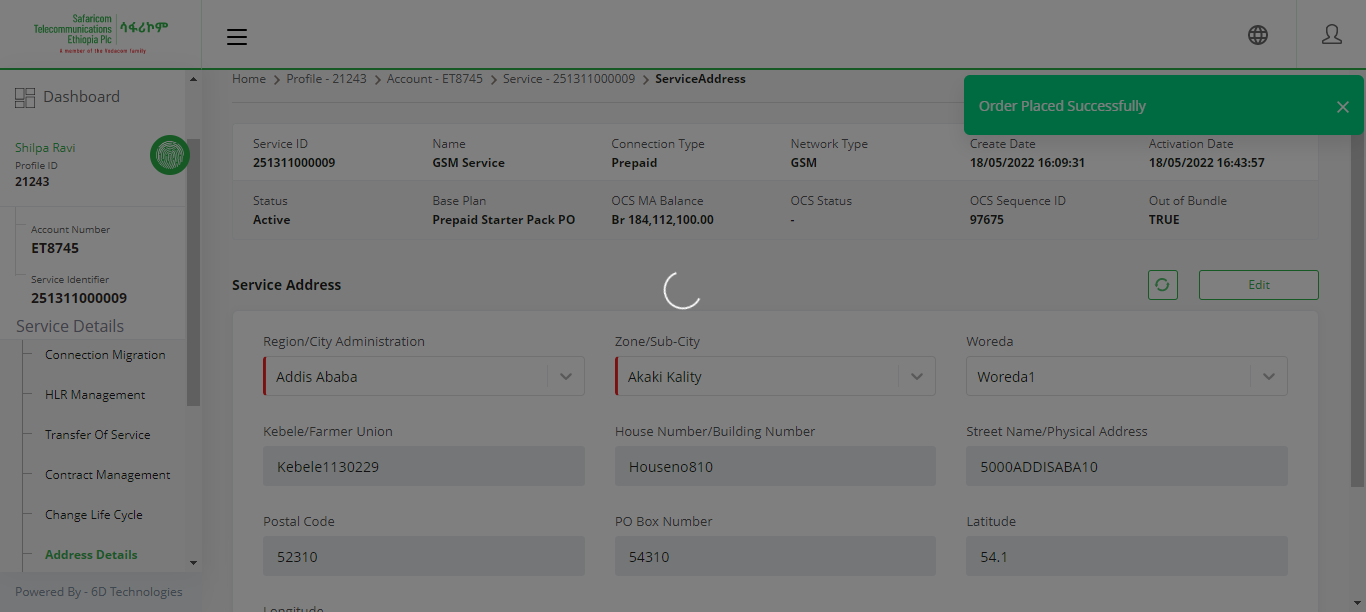 Safaricom
Telecommunications
Ethiopia Plc
ሳፋሪኮም
A member of the Vodacom family
Home > Profile - 21243 > Account - ET8745 > Service - 251311000009 > ServiceAddress
Order Placed Successfully
Dashboard
Shilpa Ravi
Profile ID
21243
Account Number
ET8745
Service Identifier
251311000009
Service Details
Connection Migration
HLR Management
Transfer Of Service
Contract Management
Change Life Cycle
Address Details
Powered By - 6D Technologies
Service ID Name Connection Type Network Type Create Date Activation Date
251311000009 GSM Service Prepaid GSM 18/05/2022 16:09:31 18/05/2022 16:43:57
Status Base Plan OCS MA Balance OCS Status OCS Sequence ID Out of Bundle
Active Prepaid Starter Pack PO Br 184,112,100.00 - 97675 TRUE
Service Address Edit
Region/City Administration Zone/Sub-City Woreda
Addis Ababa Akaki Kality Woreda1
Kebele/Farmer Union House Number/Building Number Street Name/Physical Address
Kebele1130229 Houseno810 5000ADDISABA10
Postal Code PO Box Number Latitude
52310 54310 54.1
Longitude